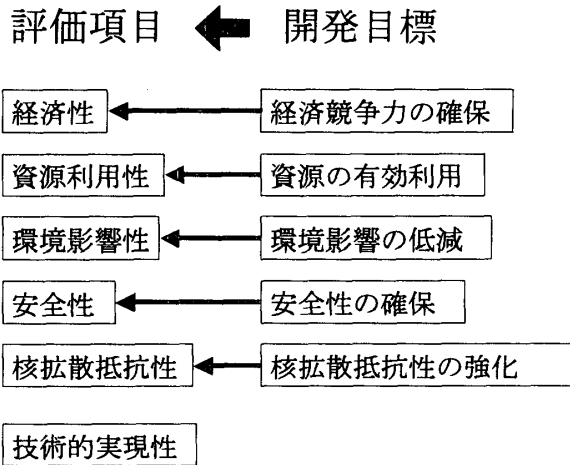 評価項目 開発目標
経済性 経済競争力の確保
資源利用性 資源の有効利用
環境影響性 環境影響の低減
安全性 安全性の確保
核拡散抵抗性 核拡散抵抗性の強化
技術的実現性